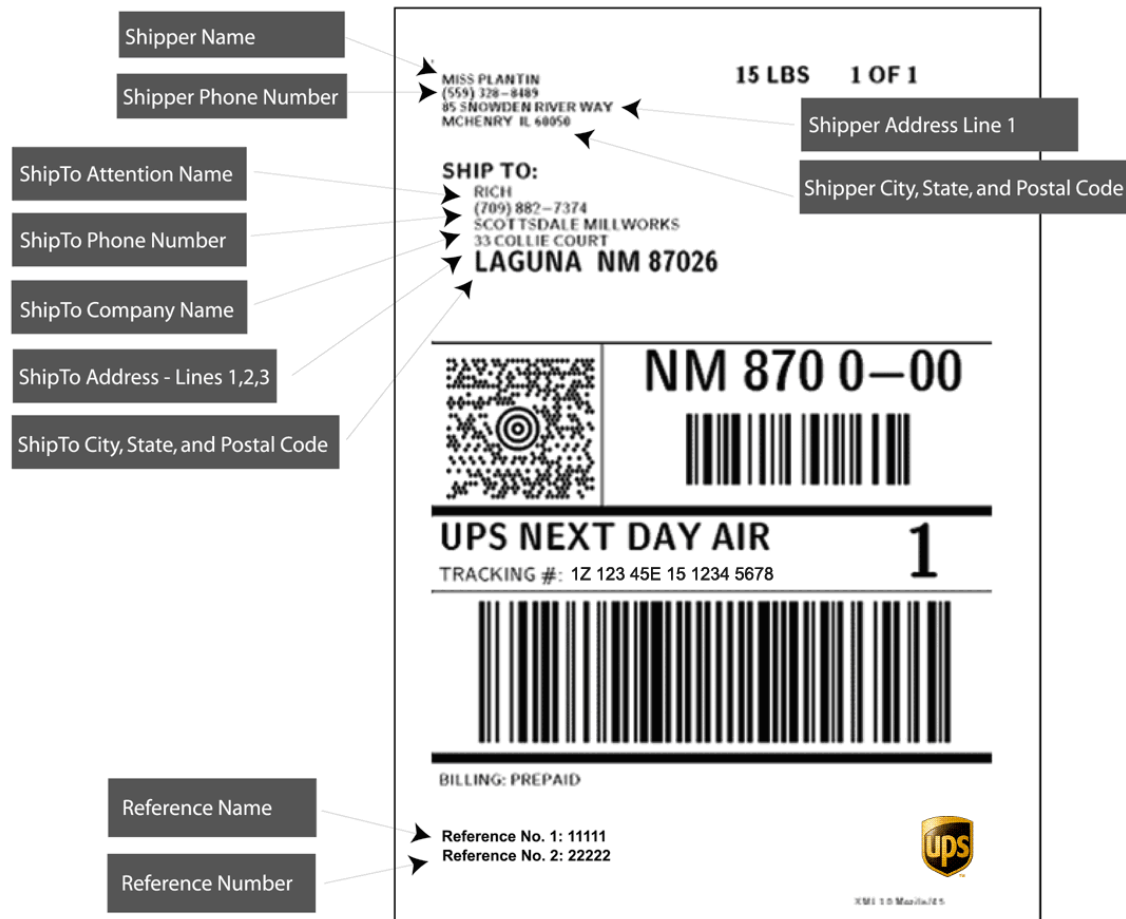 Shipper Name
Shipper Phone Number
ShipTo Attention Name
ShipTo Phone Number
ShipTo Company Name
ShipTo Address - Lines 1,2,3
ShipTo City, State, and Postal Code
Reference Name
Reference Number
MISS PLANTIN
(559) 328-8489
85 SNOWDEN RIVER WAY
MCHENRY IL 60050
15 LBS 1 OF 1
Shipper Address Line 1
Shipper City, State, and Postal Code
SHIP TO:
RICH
(709) 882-7374
SCOTTSDALE MILLWORKS
33 COLLIE COURT
LAGUNA NM 87026
NM 870 0-00
UPS NEXT DAY AIR
1
TRACKING #: 1Z 123 45E 15 1234 5678
BILLING: PREPAID
Reference No. 1: 11111
Reference No. 2: 22222
ups